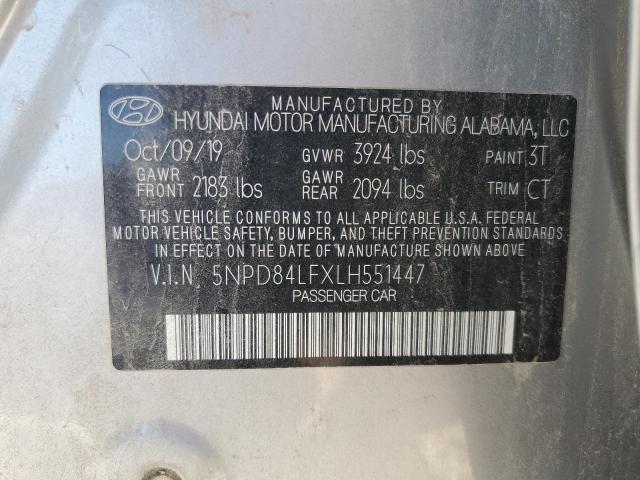 MANUFACTURED BY
HYUNDAI MOTOR MANUFACTURING ALABAMA, LLC
Oct/09/19 GVWR 3924 lbs PAINT 3T
GAWR FRONT 2183 lbs GAWR REAR 2094 lbs TRIM CT
THIS VEHICLE CONFORMS TO ALL APPLICABLE U.S.A. FEDERAL
MOTOR VEHICLE SAFETY, BUMPER, AND THEFT PREVENTION STANDARDS
IN EFFECT ON THE DATE OF MANUFACTURE SHOWN ABOVE.
V.I.N 5NPD84LFXLH551447
PASSENGER CAR